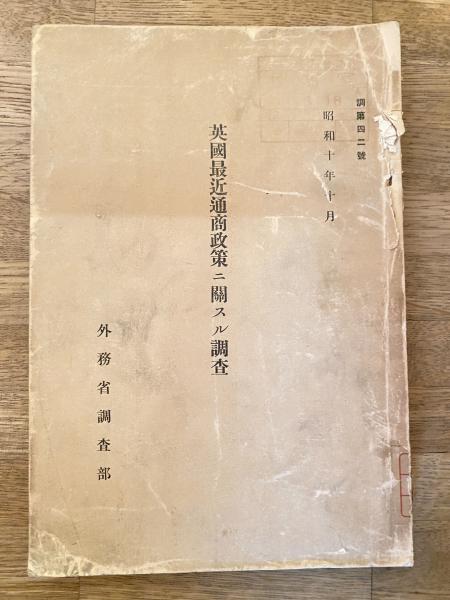 調第四二號
昭和十年十月
英國最近通商政策ニ關スル調査
外務省調査部